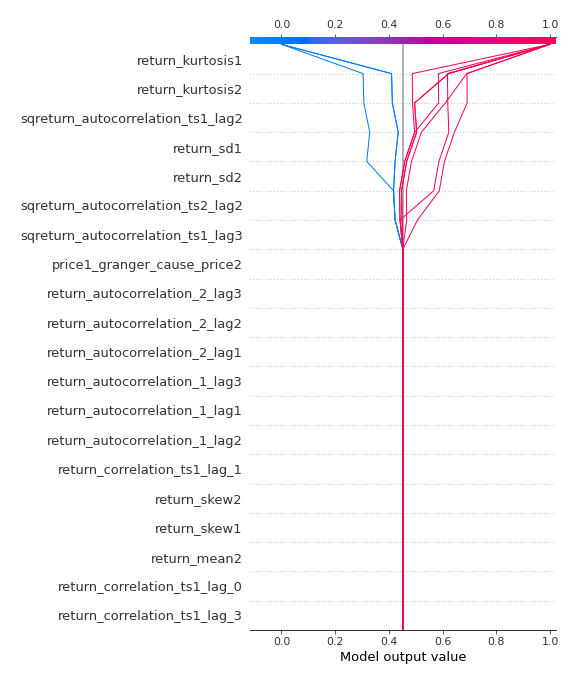 0.0 0.2 0.4 0.6 0.8 1.0
return_kurtosis1
return_kurtosis2
sqreturn_autocorrelation_ts1_lag2
return_sd1
return_sd2
sqreturn_autocorrelation_ts2_lag2
sqreturn_autocorrelation_ts1_lag3
price1_granger_cause_price2
return_autocorrelation_2_lag3
return_autocorrelation_2_lag2
return_autocorrelation_2_lag1
return_autocorrelation_1_lag3
return_autocorrelation_1_lag1
return_autocorrelation_1_lag2
return_correlation_ts1_lag_1
return_skew2
return_skew1
return_mean2
return_correlation_ts1_lag_0
return_correlation_ts1_lag_3
0.0 0.2 0.4 0.6 0.8 1.0
Model output value